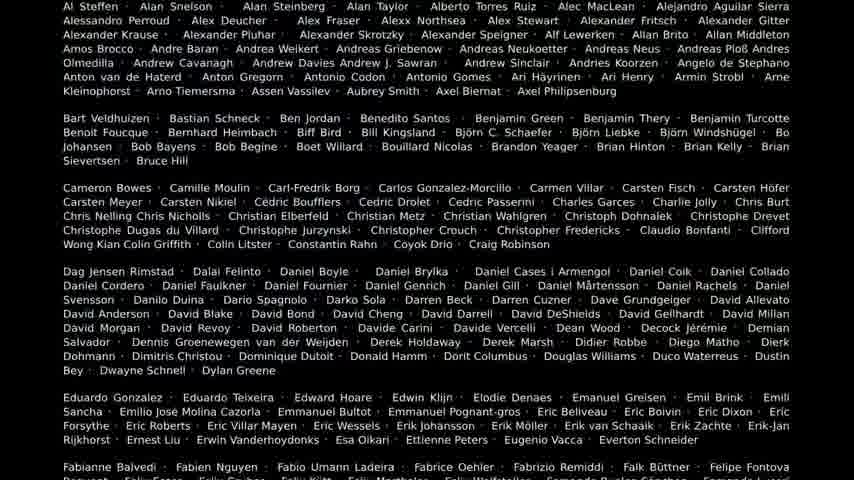 Al Steffen · Alan Snelson · Alan Steinberg · Alan Taylor · Alberto Torres Ruiz · Alec MacLean · Alejandro Aguilar Sierra
Alessandro Perroud · Alex Deucher · Alex Fraser · Alexx Northsea · Alex Stewart · Alexander Fritsch · Alexander Gitter
Alexander Krause · Alexander Pluhar · Alexander Skrotzky · Alexander Speigner · Alf Lewerken · Allan Brito · Allan Middleton
Amos Brocco · Andre Baran · Andrea Weikert · Andreas Griebenow · Andreas Neukoetter · Andreas Neus · Andreas Ploß Andres
Olmedilla · Andrew Cavanagh · Andrew Davies Andrew J. Sawran · Andrew Sinclair · Andries Koorzen · Angelo de Stephano
Anton van de Haterd · Anton Gregorn · Antonio Codon · Antonio Gomes · Ari Häyrinen · Ari Henry · Armin Strobl · Arne
Kleinophorst · Arno Tiemersma · Assen Vassilev · Aubrey Smith · Axel Biernat · Axel Philipsenburg
Bart Veldhuizen · Bastian Schneck · Ben Jordan · Benedito Santos · Benjamin Green · Benjamin Thery · Benjamin Turcotte
Benoit Foucque · Bernhard Heimbach · Biff Bird · Bill Kingsland · Björn C. Schaefer · Björn Liebke · Björn Windshügel · Bo
Johansen · Bob Bayens · Bob Begine · Boet Willard · Bouillard Nicolas · Brandon Yeager · Brian Hinton · Brian Kelly · Brian
Sievertsen · Bruce Hill
Cameron Bowes · Camille Moulin · Carl-Fredrik Borg · Carlos Gonzalez-Morcillo · Carmen Villar · Carsten Fisch · Carsten Höfer
Carsten Meyer · Carsten Nikiel · Cédric Boufflers · Cedric Drolet · Cedric Passerini · Charles Garces · Charlie Jolly · Chris Burt
Chris Nelling Chris Nicholls · Christian Elberfeld · Christian Metz · Christian Wahlgren · Christoph Dohnalek · Christophe Drevet
Christophe Dugas du Villard · Christophe Jurzynski · Christopher Crouch · Christopher Fredericks · Claudio Bonfanti · Clifford
Wong Kian Colin Griffith · Colin Litster · Constantin Rahn · Coyok Drio · Craig Robinson
Dag Jensen Rimstad · Dalai Felinto · Daniel Boyle · Daniel Brylka · Daniel Cases i Armengol · Daniel Coik · Daniel Collado
Daniel Cordero · Daniel Faulkner · Daniel Fournier · Daniel Genrich · Daniel Gill · Daniel Mårtensson · Daniel Rachels · Daniel
Svensson · Danilo Duina · Dario Spagnolo · Darko Sola · Darren Beck · Darren Cuzner · Dave Grundgeiger · David Allevato
David Anderson · David Blake · David Bond · David Cheng · David Darrell · David DeShields · David Gellhardt · David Millan
David Morgan · David Revoy · David Roberton · Davide Carini · Davide Vercelli · Dean Wood · Decock Jérémie · Demian
Salvador · Dennis Groenewegen van der Weijden · Derek Holdaway · Derek Marsh · Didier Robbe · Diego Matho · Dierk
Dohmann · Dimitris Christou · Dominique Dutoit · Donald Hamm · Dorit Columbus · Douglas Williams · Duco Waterreus · Dustin
Bey · Dwayne Schnell · Dylan Greene
Eduardo Gonzalez · Eduardo Teixeira · Edward Hoare · Edwin Klijn · Elodie Denaes · Emanuel Greisen · Emil Brink · Emili
Sancha · Emilio José Molina Cazorla · Emmanuel Bultot · Emmanuel Pognant-gros · Eric Beliveau · Eric Boivin · Eric Dixon · Eric
Forsythe · Eric Roberts · Eric Villar Mayen · Eric Wessels · Erik Johansson · Erik Möller · Erik van Schaaik · Erik Zachte · Erik-Jan
Rijkhorst · Ernest Liu · Erwin Vanderhoydonks · Esa Oikari · Ettienne Peters · Eugenio Vacca · Everton Schneider
Fabianne Balvedi · Fabien Nguyen · Fabio Umann Ladeira · Fabrice Oehler · Fabrizio Remiddi · Falk Büttner · Felipe Fontova